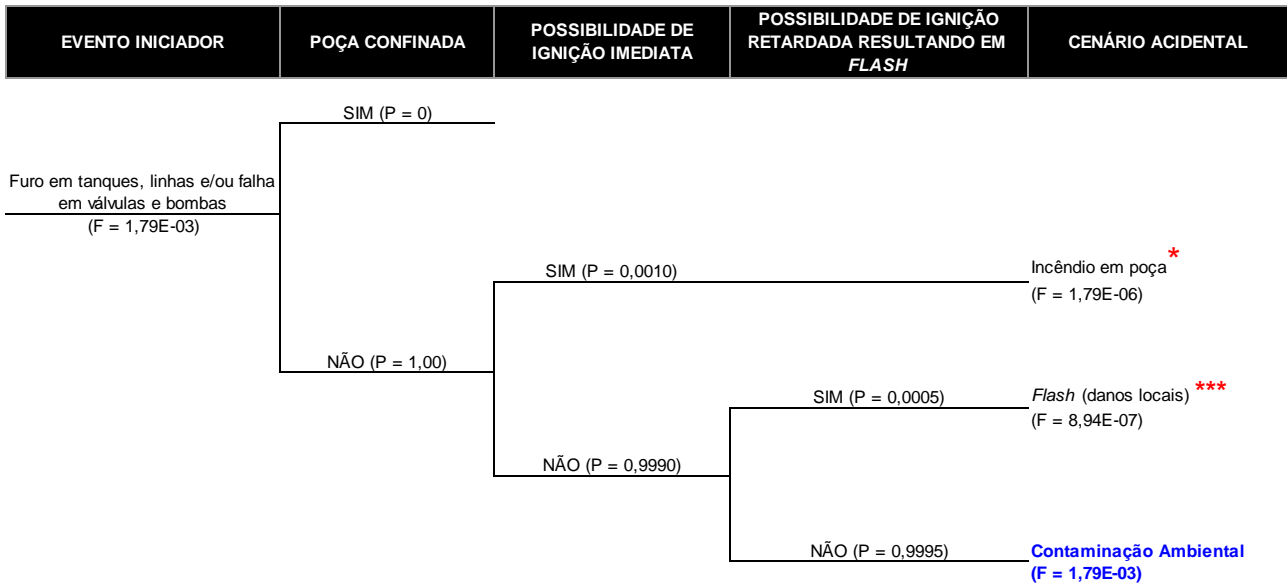 EVENTO INICIADOR
POÇA CONFINADA
POSSIBILIDADE DE
IGNIÇÃO IMEDIATA
POSSIBILIDADE DE IGNIÇÃO
RETARDADA RESULTANDO EM
FLASH
CENÁRIO ACIDENTAL
SIM (P = 0)
Furo em tanques, linhas e/ou falha
em válvulas e bombas
(F = 1,79E-03)
SIM (P = 0,0010)
Incêndio em poça *
(F = 1,79E-06)
NÃO (P = 1,00)
SIM (P = 0,0005)
Flash (danos locais) ***
(F = 8,94E-07)
NÃO (P = 0,9990)
NÃO (P = 0,9995)
Contaminação Ambiental
(F = 1,79E-03)